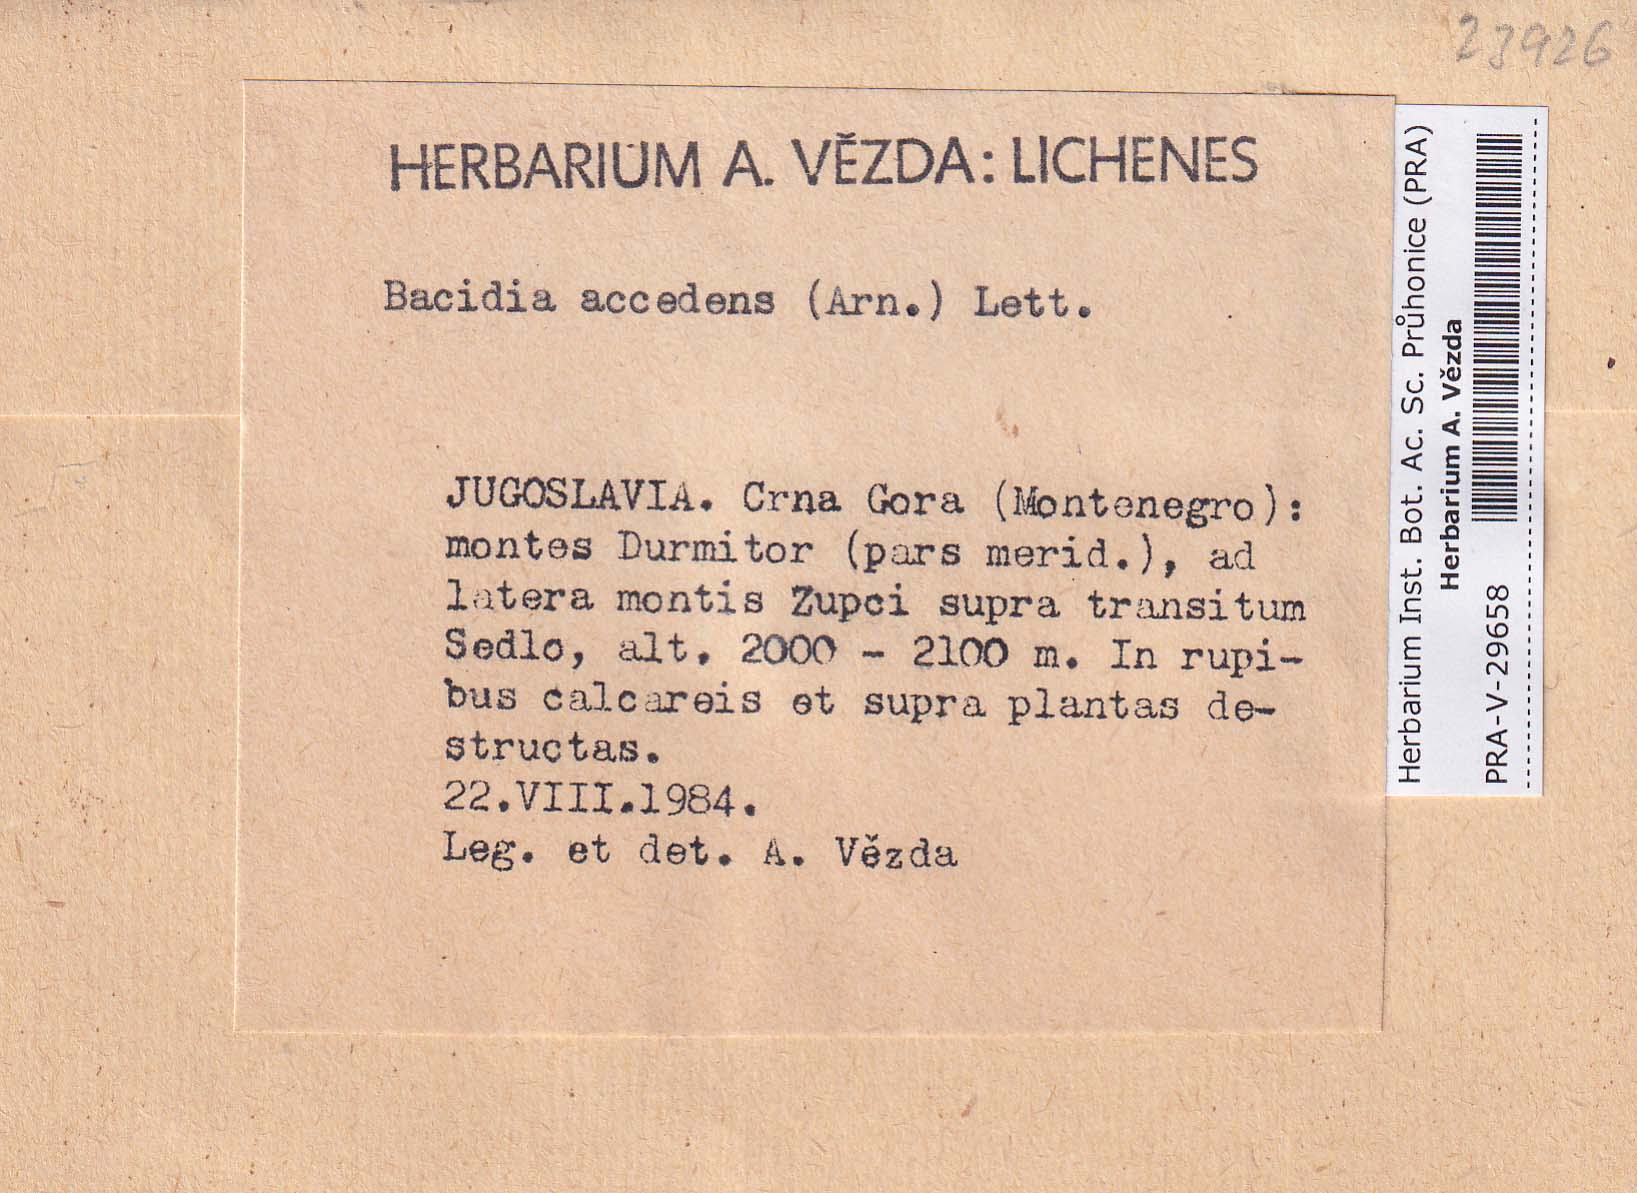 23926
HERBARIUM A. VĚZDA: LICHENES
Bacidia accedens (Arn.) Lett.
JUGOSLAVIA. Crna Gora (Montenegro):
montes Durmitor (pars merid.), ad
latera montis Zupci supra transitum
Sedlo, alt. 2000 - 2100 m. In rupi-
bus calcareis et supra plantas de-
structas.
22.VIII.1984.
Leg. et det. A. Vězda
Herbarium Inst. Bot. Ac. Sc. Průhonice (PRA)
Herbarium A. Vězda
PRA-V-29658